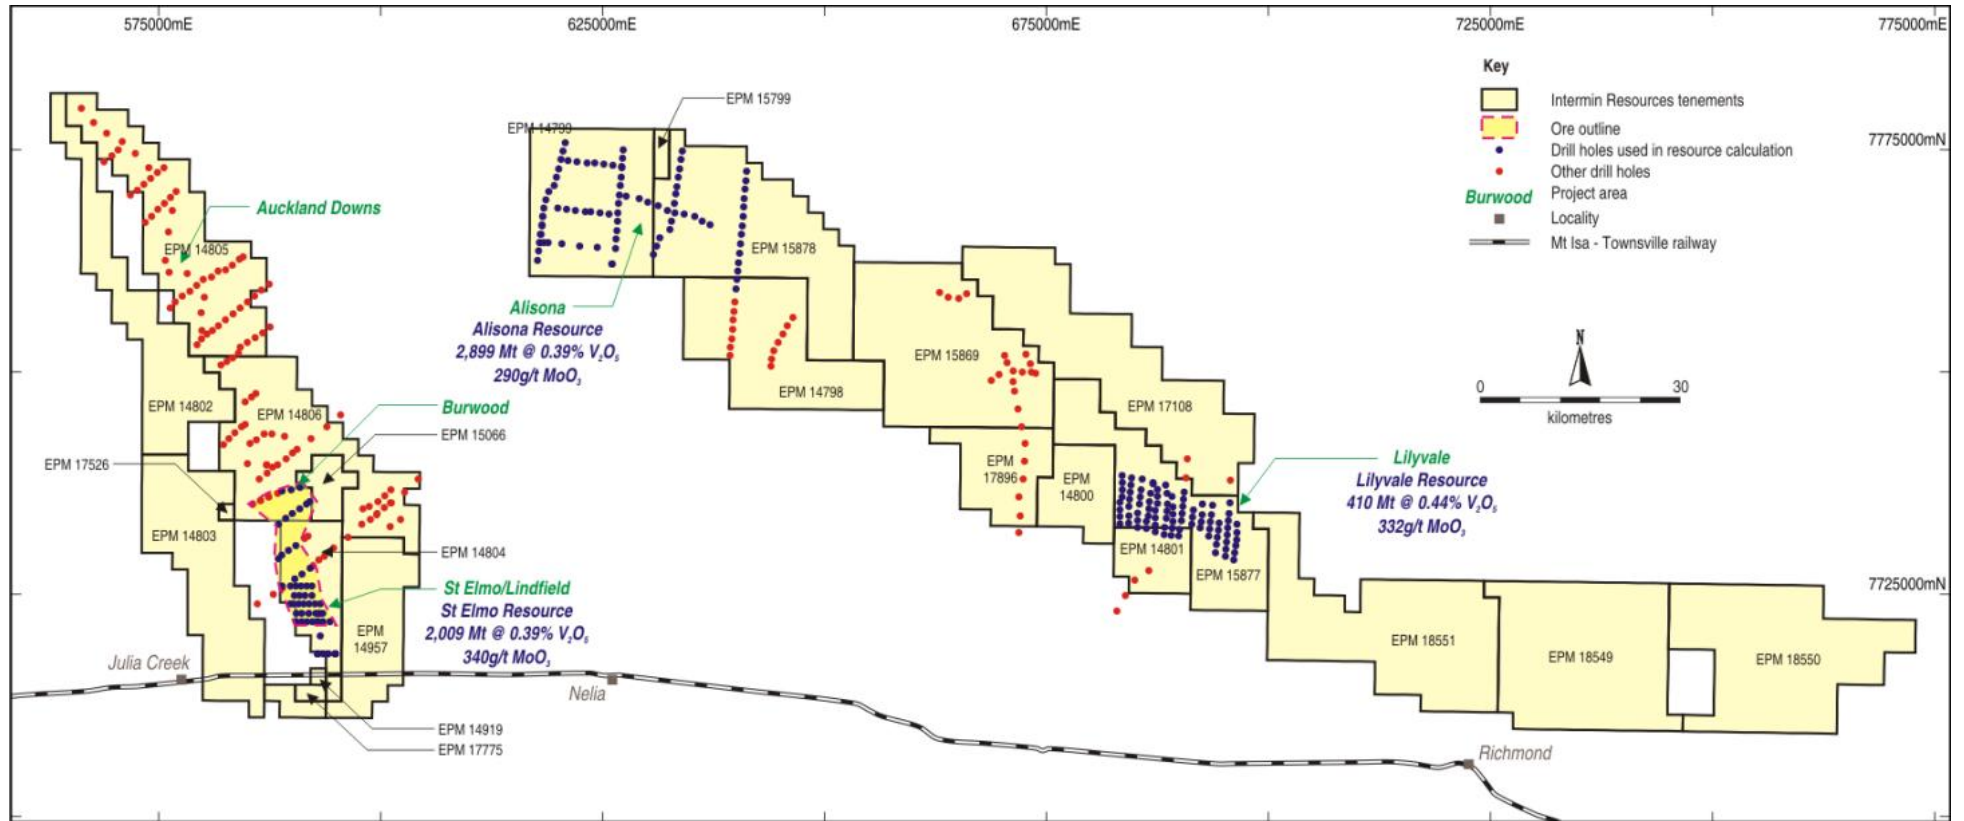 575000mE
625000mE
675000mE
725000mE
775000mE
Key
Intermin Resources tenements
Ore outline
Drill holes used in resource calculation
Other drill holes
Burwood Project area
Locality
Mt Isa - Townsville railway
7775000mN
7725000mN
N
0 30
kilometres
EPM 15799
EPM 14799
Auckland Downs
EPM 14805
EPM 15878
Alisona
Alisona Resource
2,899 Mt @ 0.39% V₂O₅
290g/t MoO₃
EPM 15869
EPM 14798
EPM 14802
EPM 14806
Burwood
EPM 15066
EPM 17108
EPM 17526
EPM
17896
EPM
14800
Lilyvale
Lilyvale Resource
410 Mt @ 0.44% V₂O₅
332g/t MoO₃
EPM 14803
EPM 14804
EPM 14801
EPM 15877
St Elmo/Lindfield
St Elmo Resource
2,009 Mt @ 0.39% V₂O₅
340g/t MoO₃
EPM
14957
EPM 18551
EPM 18549
EPM 18550
Julia Creek
Nelia
EPM 14919
EPM 17775
Richmond